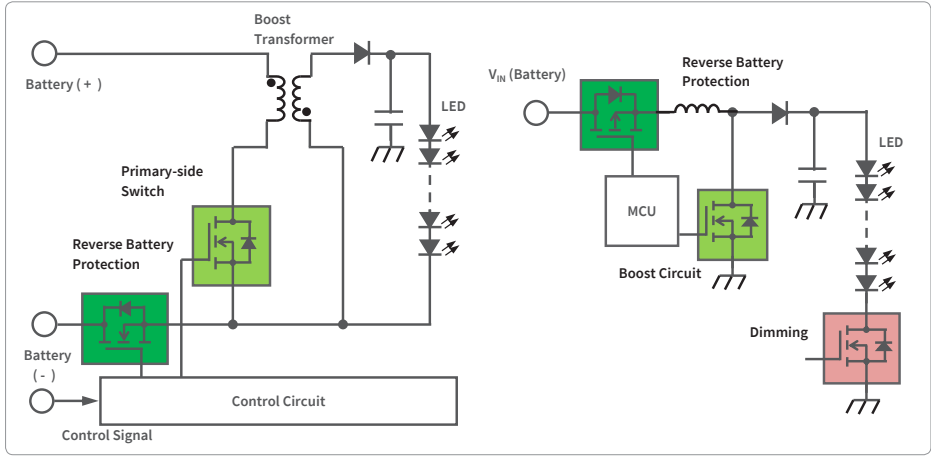 Boost
Transformer
Battery ( + )
LED
Primary-side
Switch
Reverse Battery
Protection
Battery
( - )
Control Circuit
Control Signal
Reverse Battery
Protection
VIN (Battery)
LED
MCU
Boost Circuit
Dimming